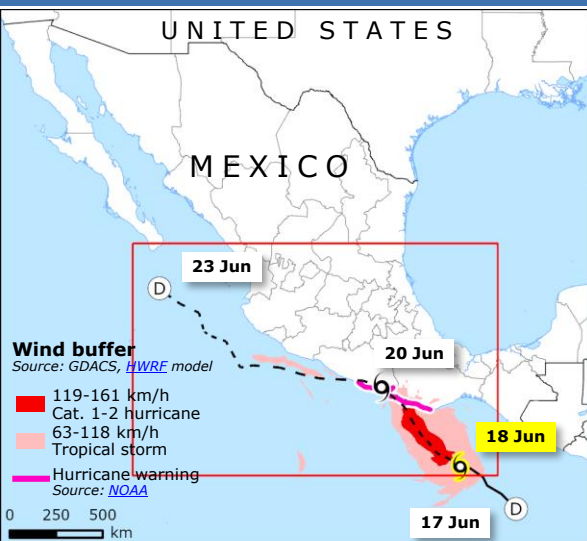 UNITED STATES
MEXICO
23 Jun
D
Wind buffer
Source: GDACS, HWRF model
20 Jun
119-161 km/h
Cat. 1-2 hurricane
63-118 km/h
Tropical storm
18 Jun
Hurricane warning
Source: NOAA
D
17 Jun
0 250 500
km